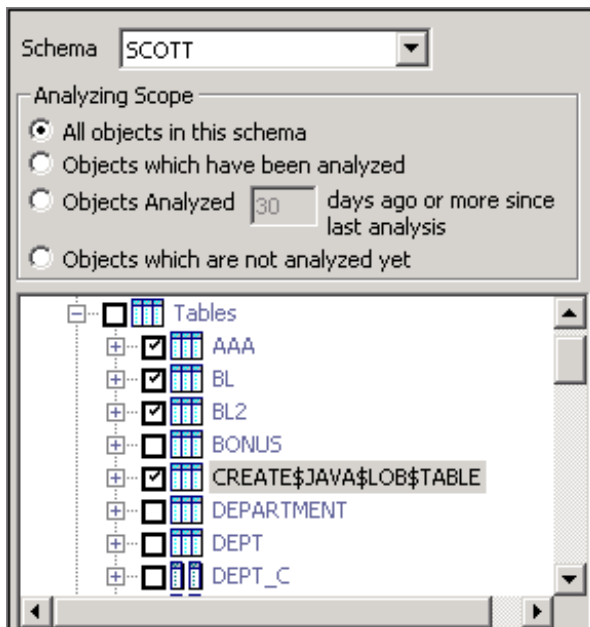 Schema SCOTT
Analyzing Scope
All objects in this schema
Objects which have been analyzed
Objects Analyzed 30 days ago or more since
last analysis
Objects which are not analyzed yet
Tables
AAA
BL
BL2
BONUS
CREATE$JAVA$LOB$TABLE
DEPARTMENT
DEPT
DEPT_C